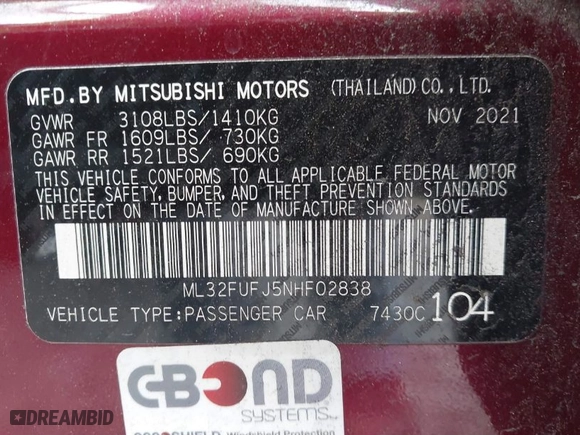 MFD.BY MITSUBISHI MOTORS (THAILAND)CO.,LTD.
GVWR 3108LBS/1410KG NOV 2021
GAWR FR 1609LBS/ 730KG
GAWR RR 1521LBS/ 690KG
THIS VEHICLE CONFORMS TO ALL APPLICABLE FEDERAL MOTOR
VEHICLE SAFETY,BUMPER,AND THEFT PREVENTION STANDARDS
IN EFFECT ON THE DATE OF MANUFACTURE SHOWN ABOVE.
ML32FUFJ5NHF02838
VEHICLE TYPE:PASSENGER CAR 7430C 104
C-BOND
SYSTEMS
Windshield Protection
DREAMBID